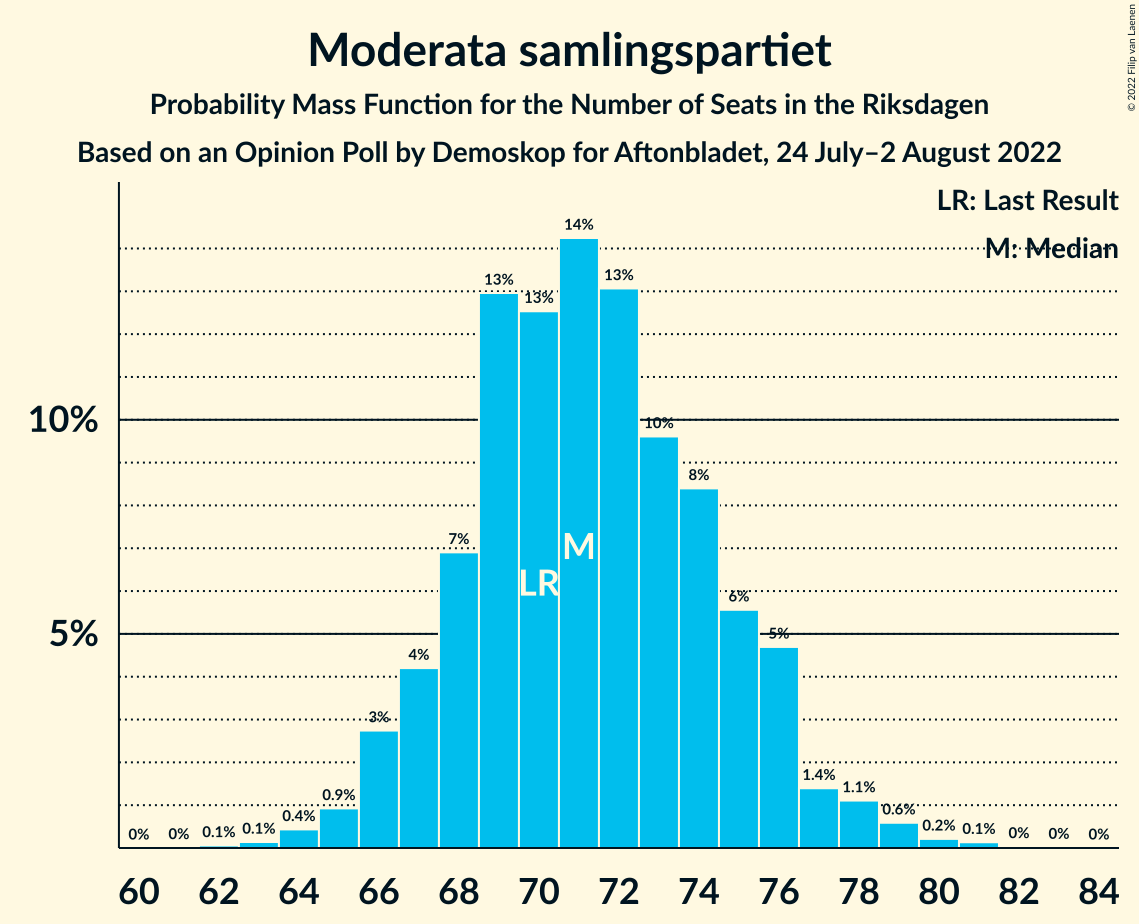 Moderata samlingspartiet
Probability Mass Function for the Number of Seats in the Riksdagen
Based on an Opinion Poll by Demoskop for Aftonbladet, 24 July–2 August 2022
© 2022 Filip van Laenen
LR: Last Result
M: Median
10%
5%
0% 0% 0.1% 0.1% 0.4% 0.9% 3% 4% 7% 13% 13% 14% 13% 10% 8% 6% 5% 1.4% 1.1% 0.6% 0.2% 0.1% 0% 0% 0%
M
LR
60 62 64 66 68 70 72 74 76 78 80 82 84